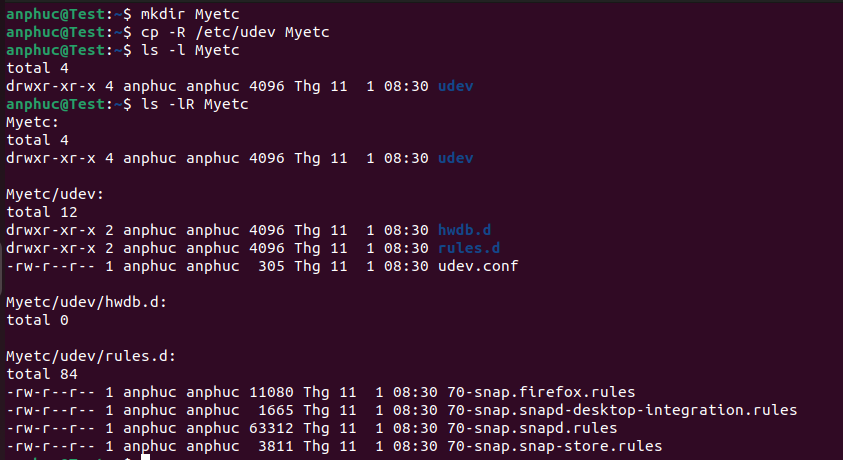 anphuc@Test:~$ mkdir Myetc
anphuc@Test:~$ cp -R /etc/udev Myetc
anphuc@Test:~$ ls -l Myetc
total 4
drwxr-xr-x 4 anphuc anphuc 4096 Thg 11  1 08:30 udev
anphuc@Test:~$ ls -lR Myetc
Myetc:
total 4
drwxr-xr-x 4 anphuc anphuc 4096 Thg 11  1 08:30 udev

Myetc/udev:
total 12
drwxr-xr-x 2 anphuc anphuc 4096 Thg 11  1 08:30 hwdb.d
drwxr-xr-x 2 anphuc anphuc 4096 Thg 11  1 08:30 rules.d
-rw-r--r-- 1 anphuc anphuc  305 Thg 11  1 08:30 udev.conf

Myetc/udev/hwdb.d:
total 0

Myetc/udev/rules.d:
total 84
-rw-r--r-- 1 anphuc anphuc 11080 Thg 11  1 08:30 70-snap.firefox.rules
-rw-r--r-- 1 anphuc anphuc  1665 Thg 11  1 08:30 70-snap.snapd-desktop-integration.rules
-rw-r--r-- 1 anphuc anphuc 63312 Thg 11  1 08:30 70-snap.snapd.rules
-rw-r--r-- 1 anphuc anphuc  3811 Thg 11  1 08:30 70-snap.snap-store.rules
anphuc@Test:~$